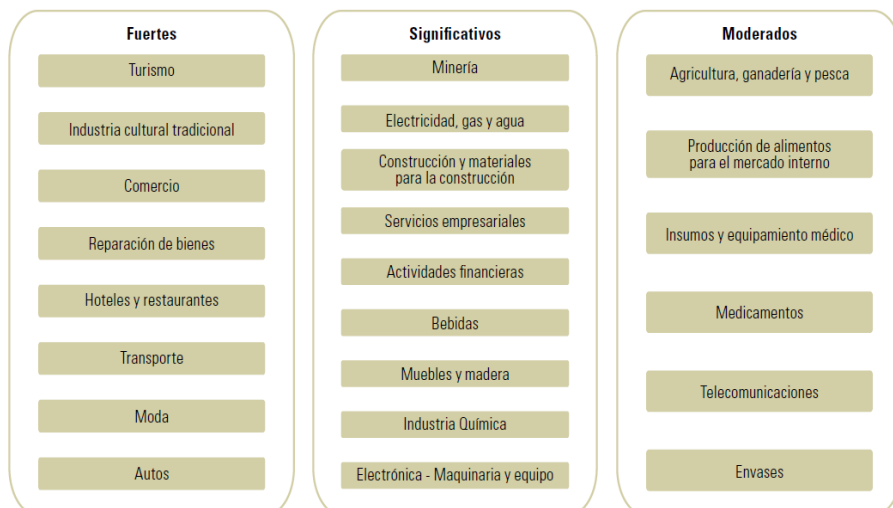 Fuertes
Turismo
Industria cultural tradicional
Comercio
Reparación de bienes
Hoteles y restaurantes
Transporte
Moda
Autos
Significativos
Minería
Electricidad, gas y agua
Construcción y materiales
para la construcción
Servicios empresariales
Actividades financieras
Bebidas
Muebles y madera
Industria Química
Electrónica - Maquinaria y equipo
Moderados
Agricultura, ganadería y pesca
Producción de alimentos
para el mercado interno
Insumos y equipamiento médico
Medicamentos
Telecomunicaciones
Envases